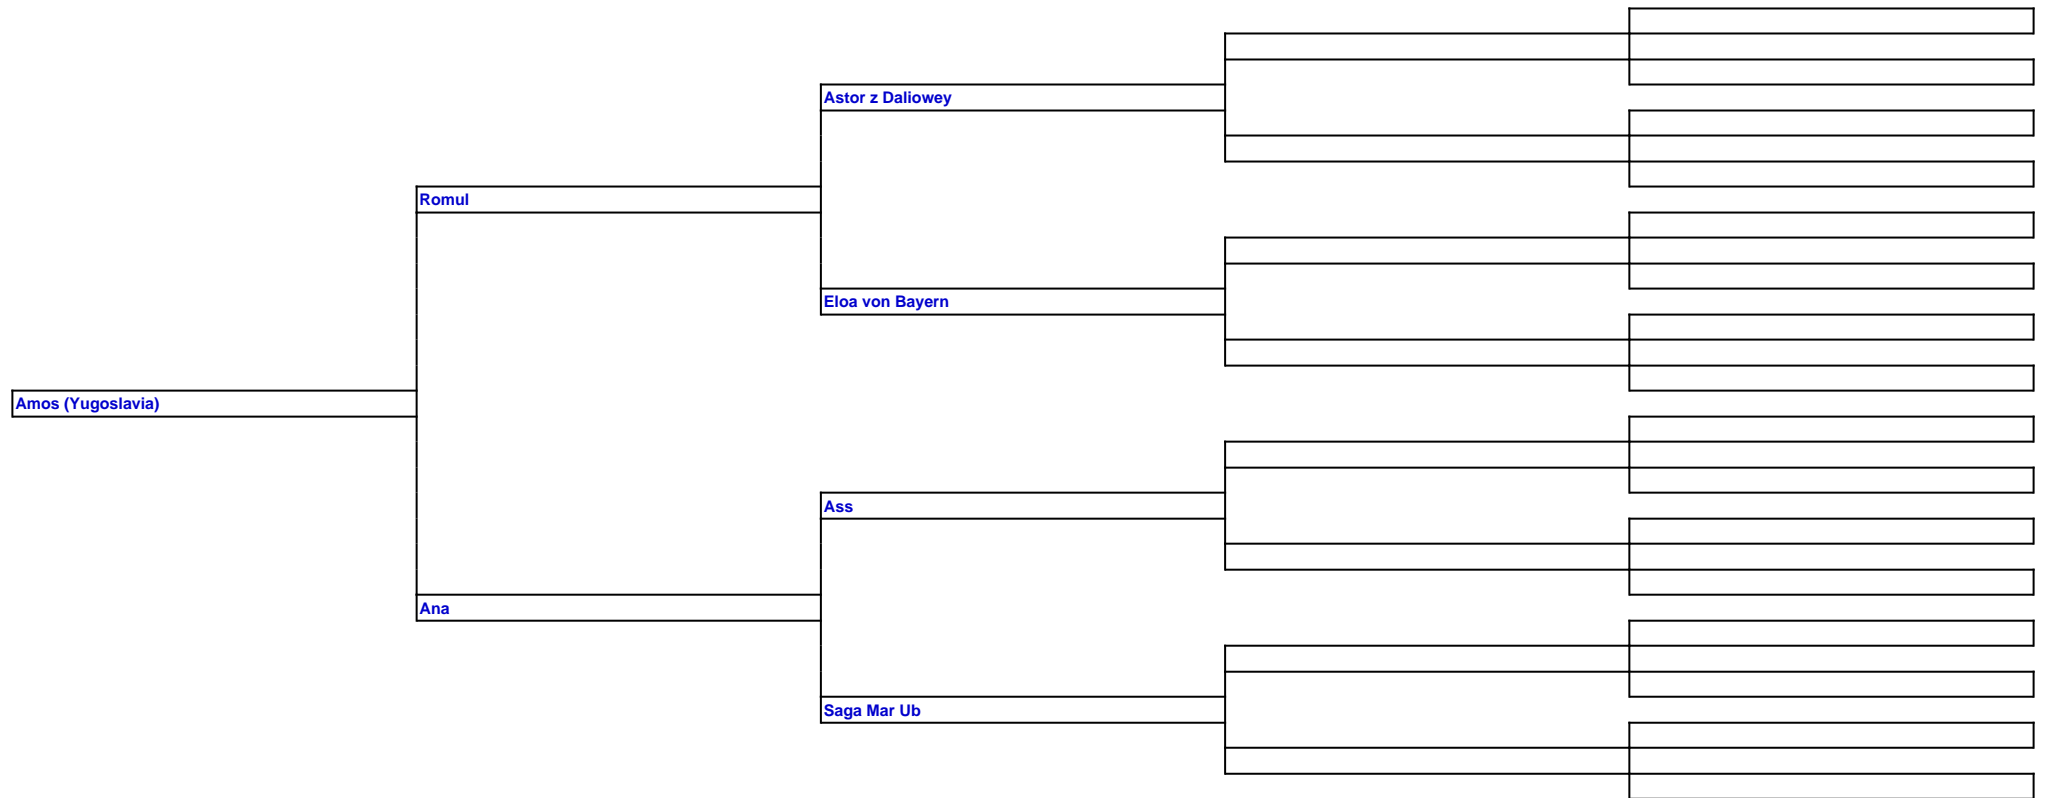 Astor z Daliowey
Romul
Eloa von Bayern
Amos (Yugoslavia)
Ass
Ana
Saga Mar Ub